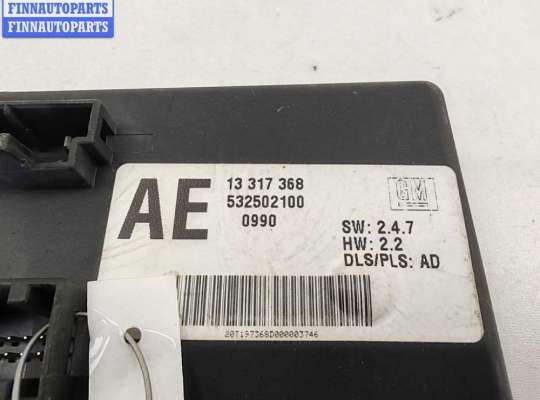 FINNAUTOPARTS
FINNAUTOPARTS
AE
13 317 368
532502100
0990
GM
SW: 2.4.7
HW: 2.2
DLS/PLS: AD
20T197368D000003746